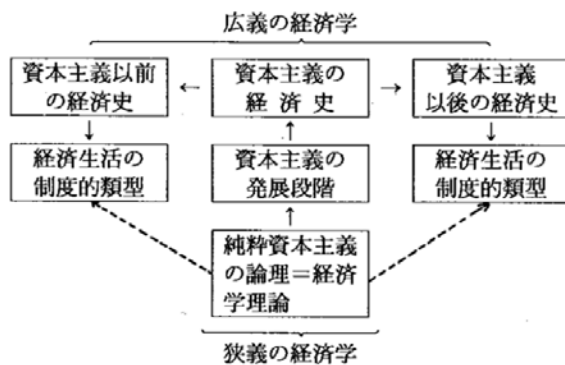 広義の経済学
資本主義以前
の経済史
←
資本主義の
経済史
→
資本主義
以後の経済史
↓
↑
↓
経済生活の
制度的類型
資本主義の
発展段階
経済生活の
制度的類型
↑
純粋資本主義
の論理＝経済
学理論
狭義の経済学